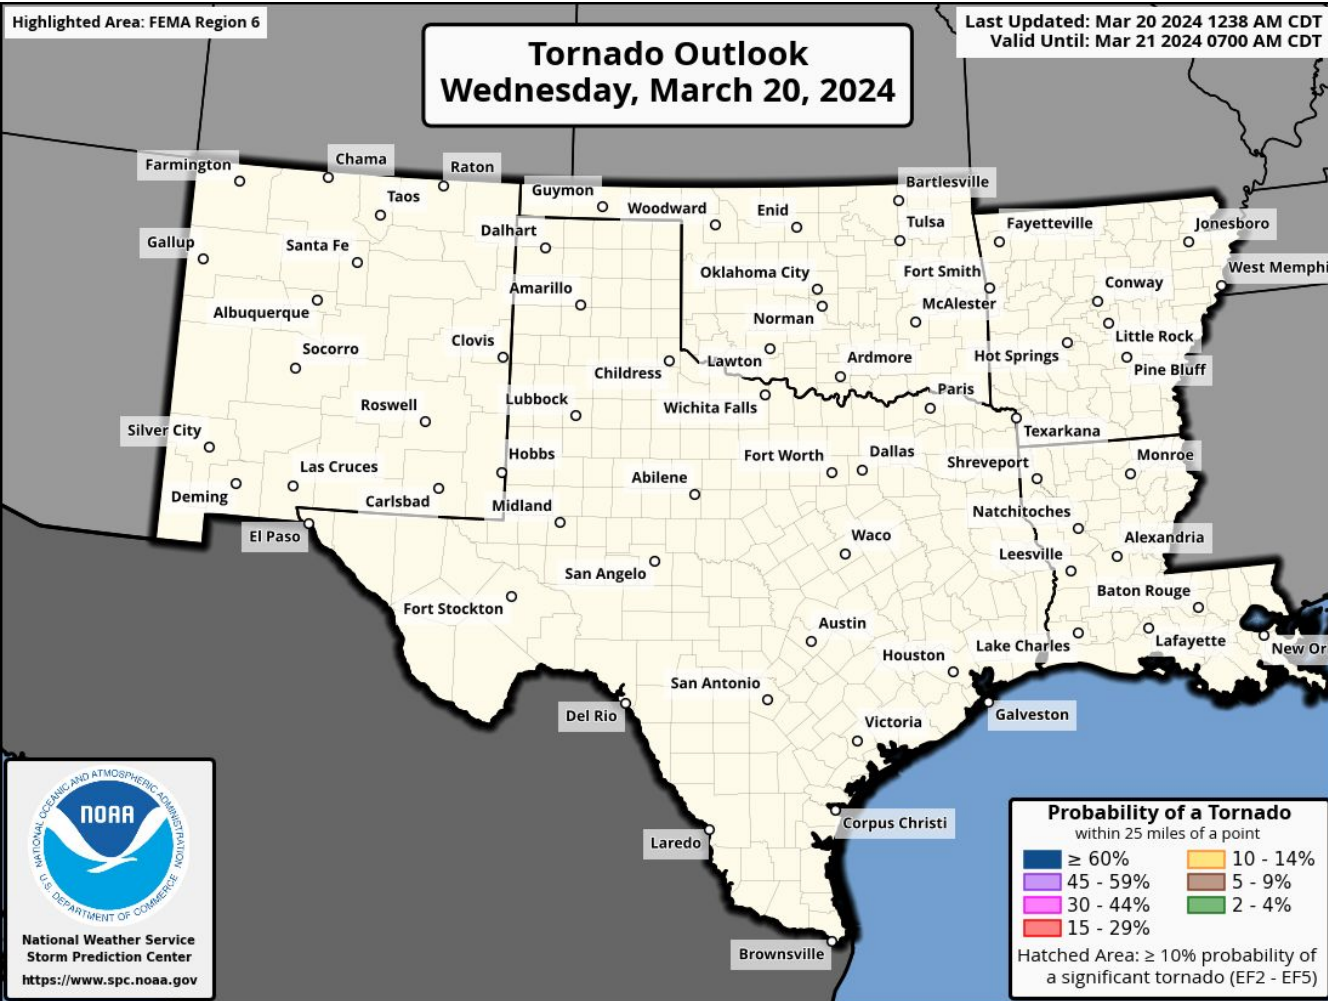 Highlighted Area: FEMA Region 6
Last Updated: Mar 20 2024 1238 AM CDT
Valid Until: Mar 21 2024 0700 AM CDT
Tornado Outlook
Wednesday, March 20, 2024
Farmington
Chama
Raton
Taos
Guymon
Woodward
Enid
Bartlesville
Tulsa
Fayetteville
Jonesboro
Gallup
Santa Fe
Dalhart
Oklahoma City
Fort Smith
West Memphi
Amarillo
Conway
McAlester
Albuquerque
Norman
Little Rock
Socorro
Clovis
Childress
Lawton
Ardmore
Hot Springs
Pine Bluff
Roswell
Lubbock
Wichita Falls
Paris
Texarkana
Silver City
Hobbs
Fort Worth
Dallas
Shreveport
Monroe
Las Cruces
Abilene
Deming
Carlsbad
Midland
Natchitoches
El Paso
Waco
Alexandria
Leesville
San Angelo
Baton Rouge
Fort Stockton
Austin
Lake Charles
Lafayette
New Or
Houston
San Antonio
Del Rio
Victoria
Galveston
Corpus Christi
Laredo
Brownsville
NATIONAL OCEANIC AND ATMOSPHERIC ADMINISTRATION
NOAA
U.S. DEPARTMENT OF COMMERCE
National Weather Service
Storm Prediction Center
https://www.spc.noaa.gov
Probability of a Tornado
within 25 miles of a point
≥ 60%
45 - 59%
30 - 44%
15 - 29%
10 - 14%
5 - 9%
2 - 4%
Hatched Area: ≥ 10% probability of
a significant tornado (EF2 - EF5)